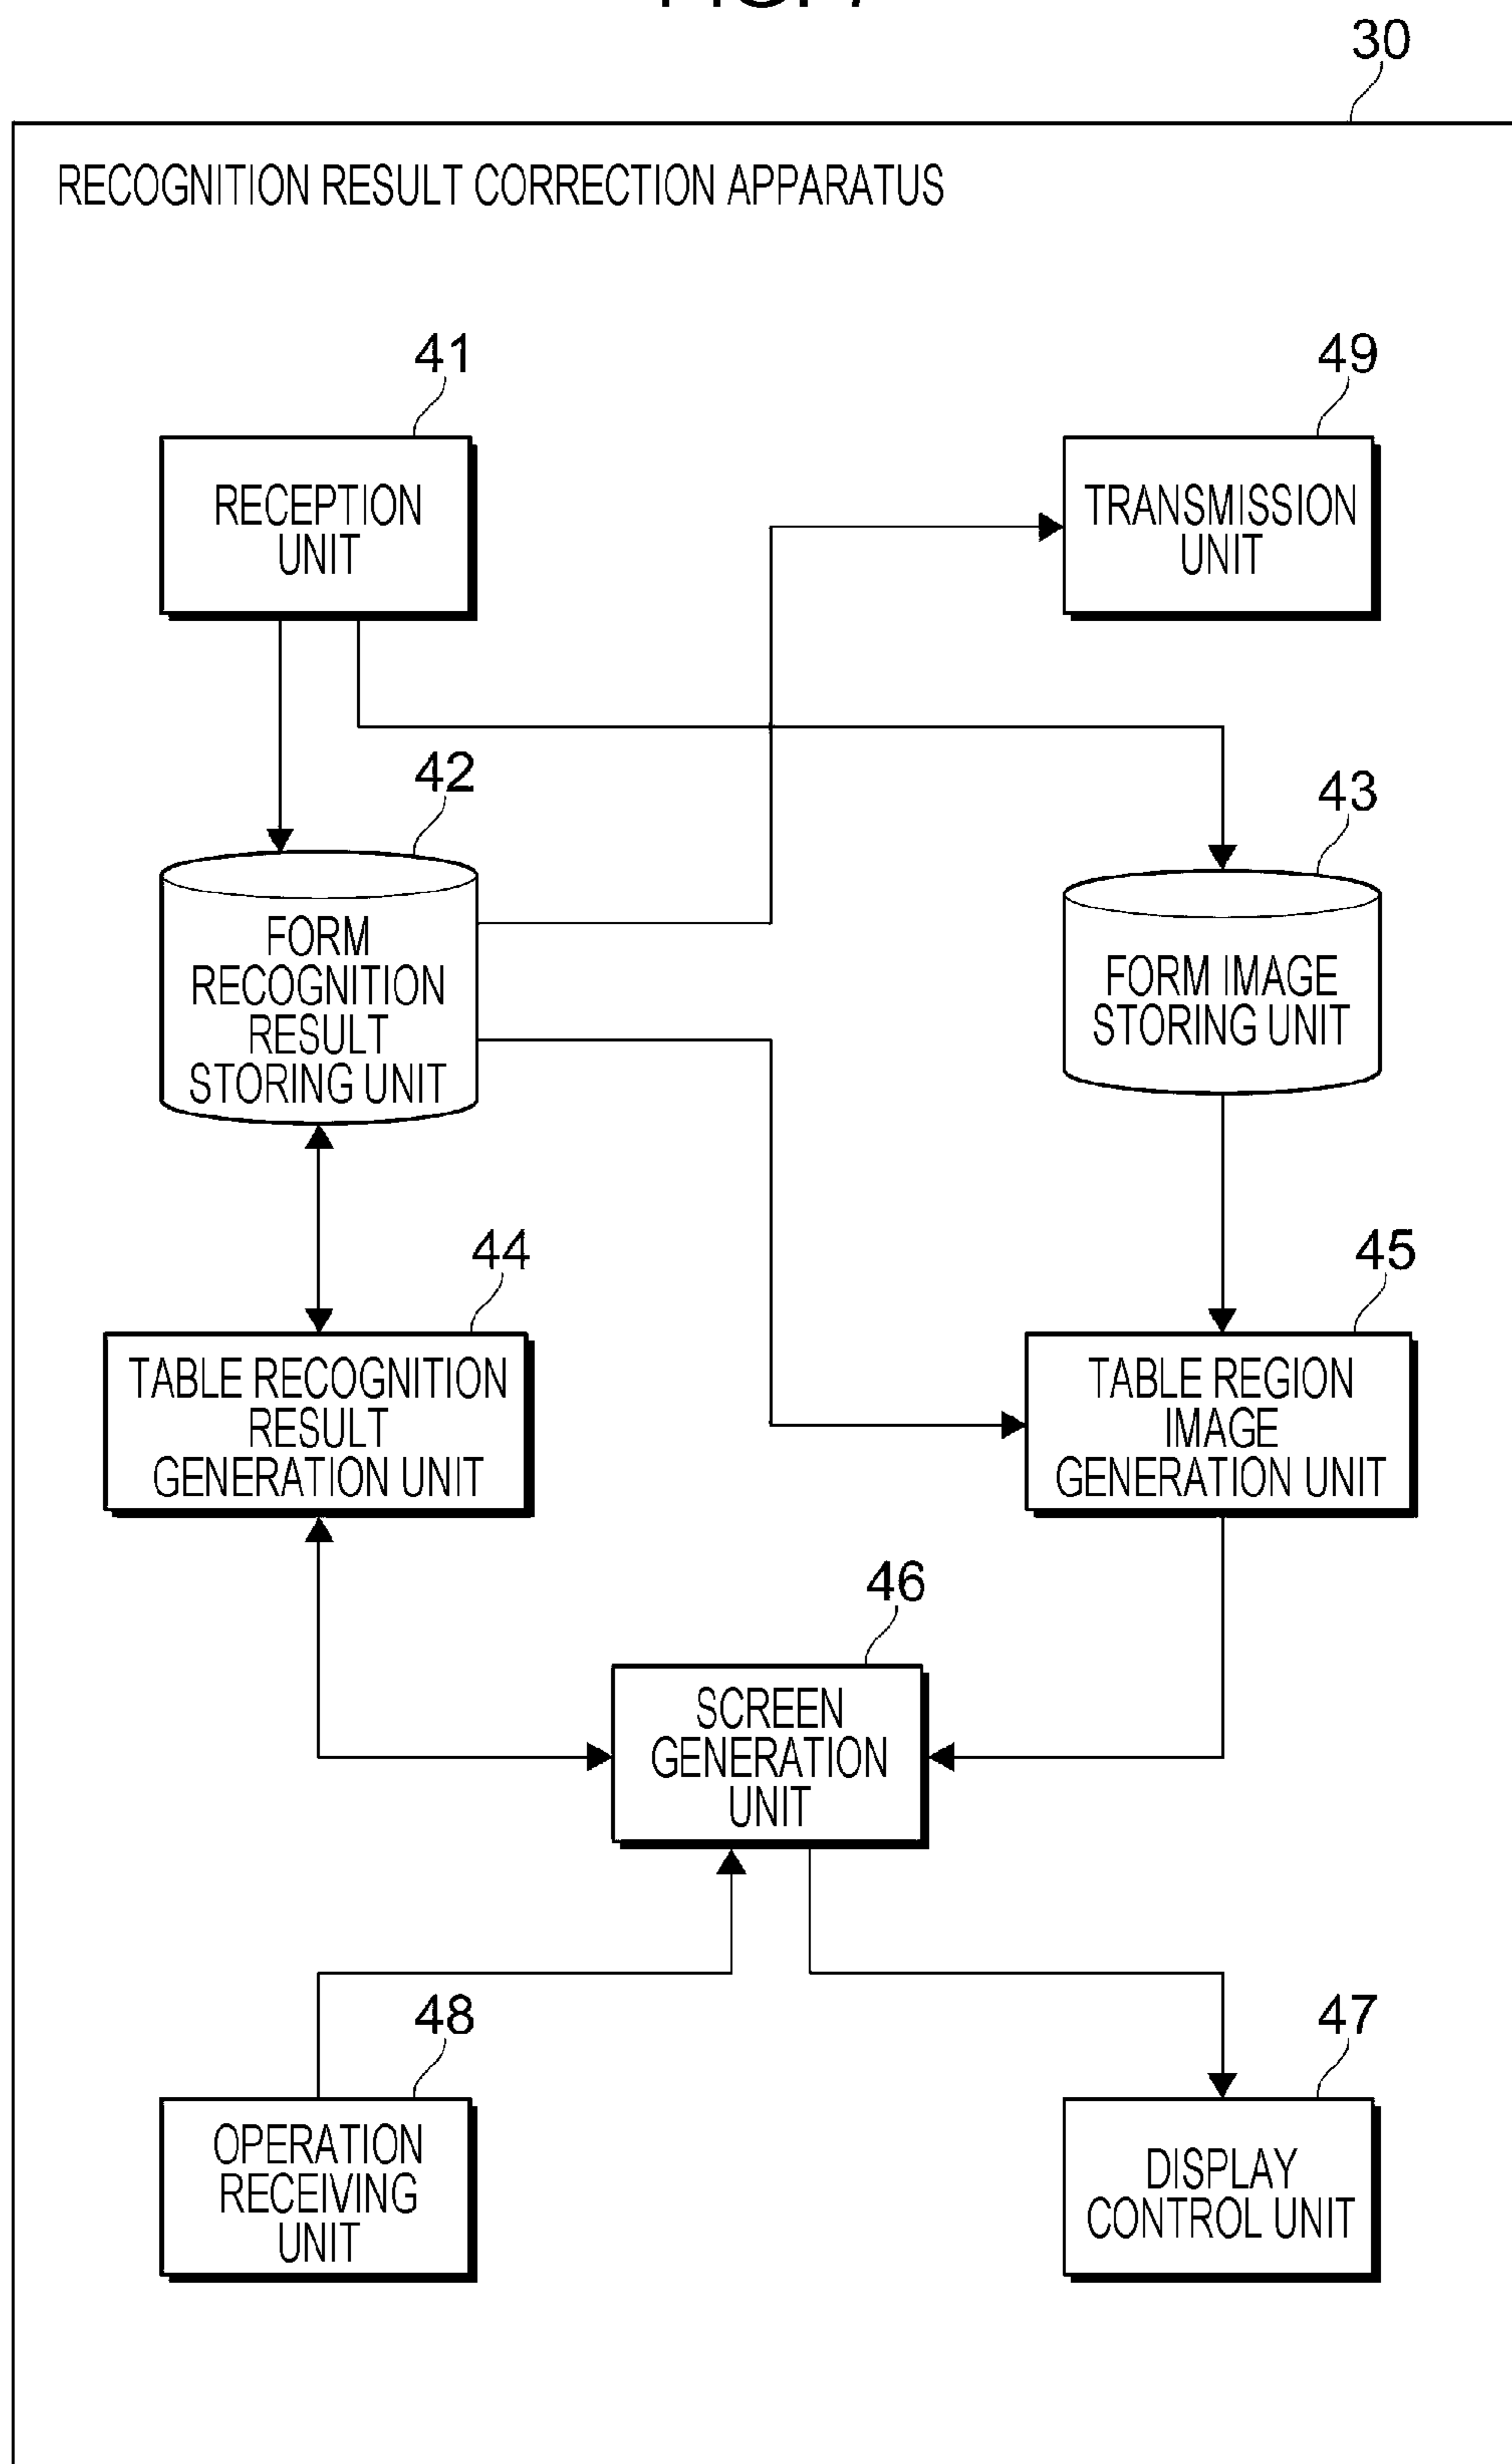 30
RECOGNITION RESULT CORRECTION APPARATUS
41
RECEPTION
UNIT
49
TRANSMISSION
UNIT
42
FORM
RECOGNITION
RESULT
STORING UNIT
43
FORM IMAGE
STORING UNIT
44
TABLE RECOGNITION
RESULT
GENERATION UNIT
45
TABLE REGION
IMAGE
GENERATION UNIT
46
SCREEN
GENERATION
UNIT
48
OPERATION
RECEIVING
UNIT
47
DISPLAY
CONTROL UNIT